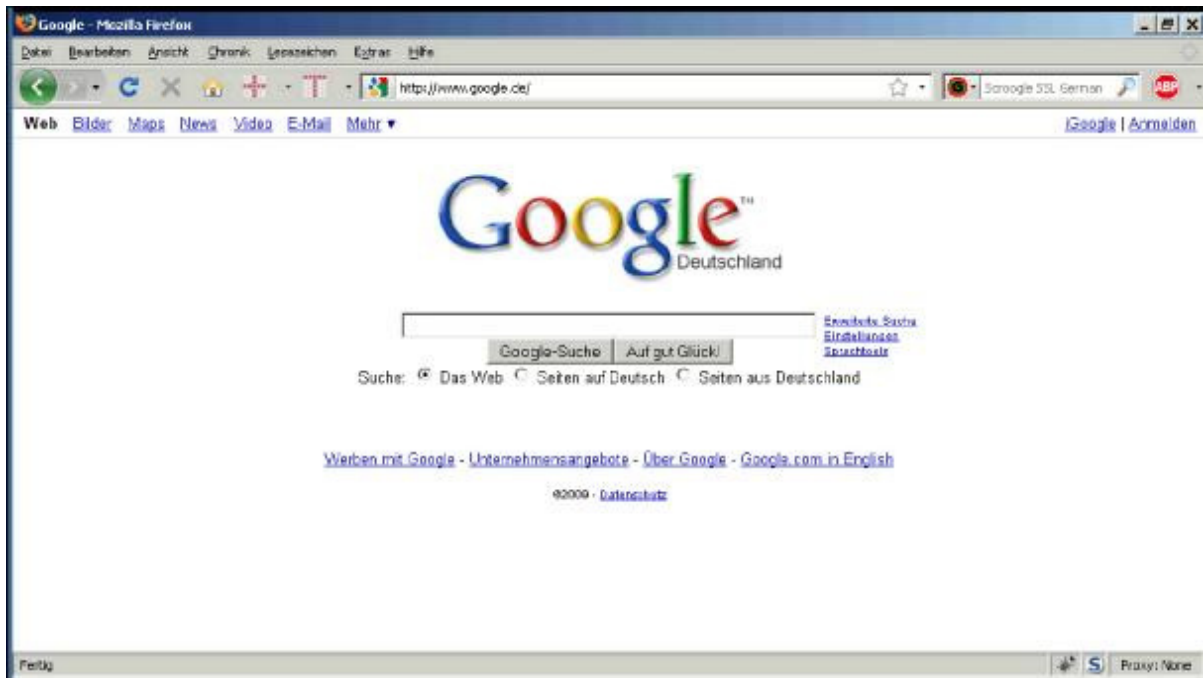 Google - Mozilla Firefox
Datei Bearbeiten Ansicht Chronik Lesezeichen Extras Hilfe
http://www.google.de/ Scroogle SSL German ABP
Web Bilder Maps News Video E-Mail Mehr ▼ iGoogle | Anmelden
Google™
Deutschland
Erweiterte Suche
Einstellungen
Sprachtools
Google-Suche Auf gut Glück!
Suche: Das Web Seiten auf Deutsch Seiten aus Deutschland
Werben mit Google - Unternehmensangebote - Über Google - Google.com in English
©2009 - Datenschutz
Fertig S Proxy: None